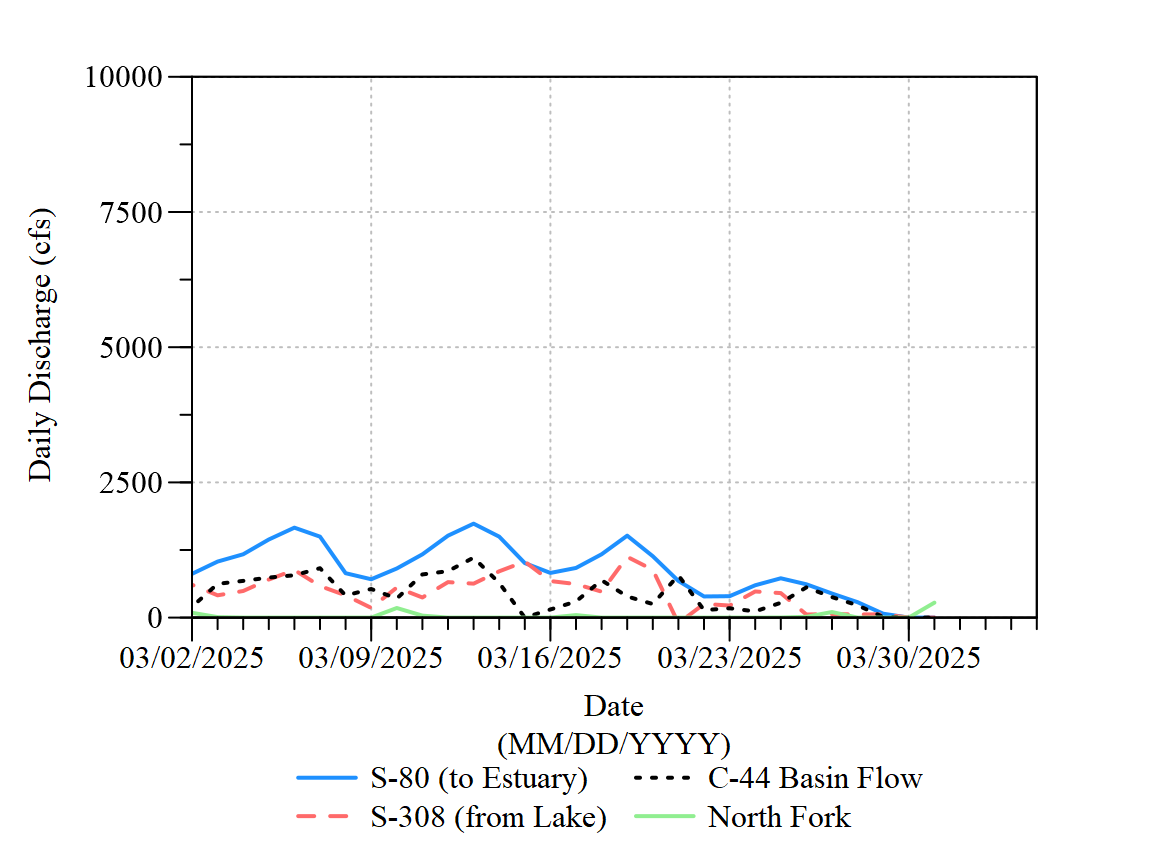 10000
7500
5000
2500
0
Daily Discharge (cfs)
03/02/2025 03/09/2025 03/16/2025 03/23/2025 03/30/2025
Date
(MM/DD/YYYY)
S-80 (to Estuary) C-44 Basin Flow
S-308 (from Lake) North Fork